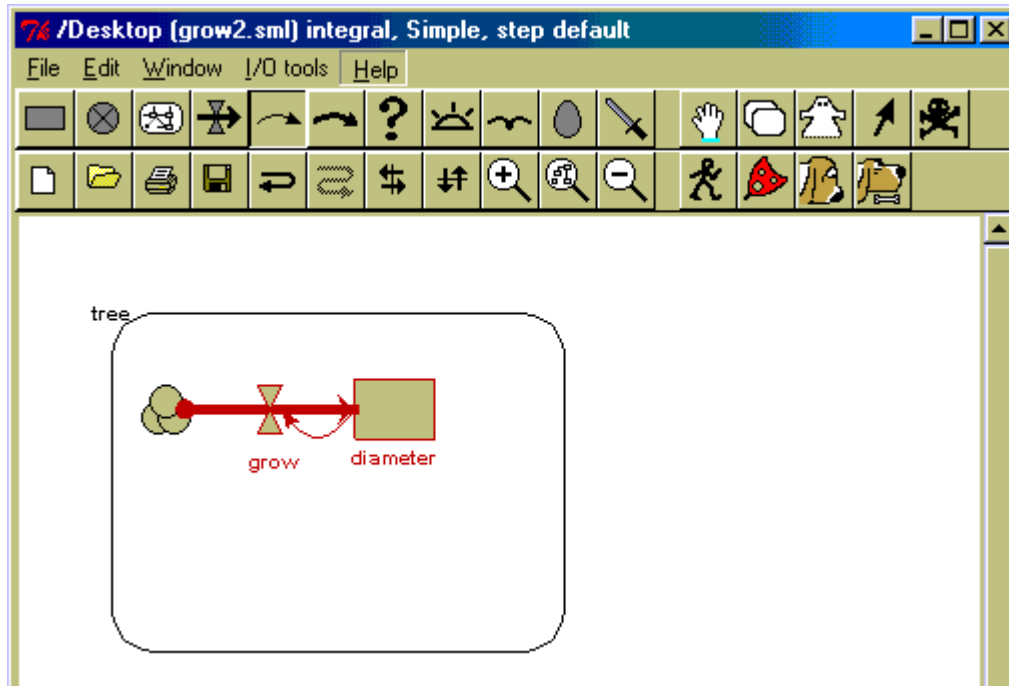 /Desktop (grow2.sml) integral, Simple, step default
File Edit Window I/O tools Help
?
tree
grow diameter